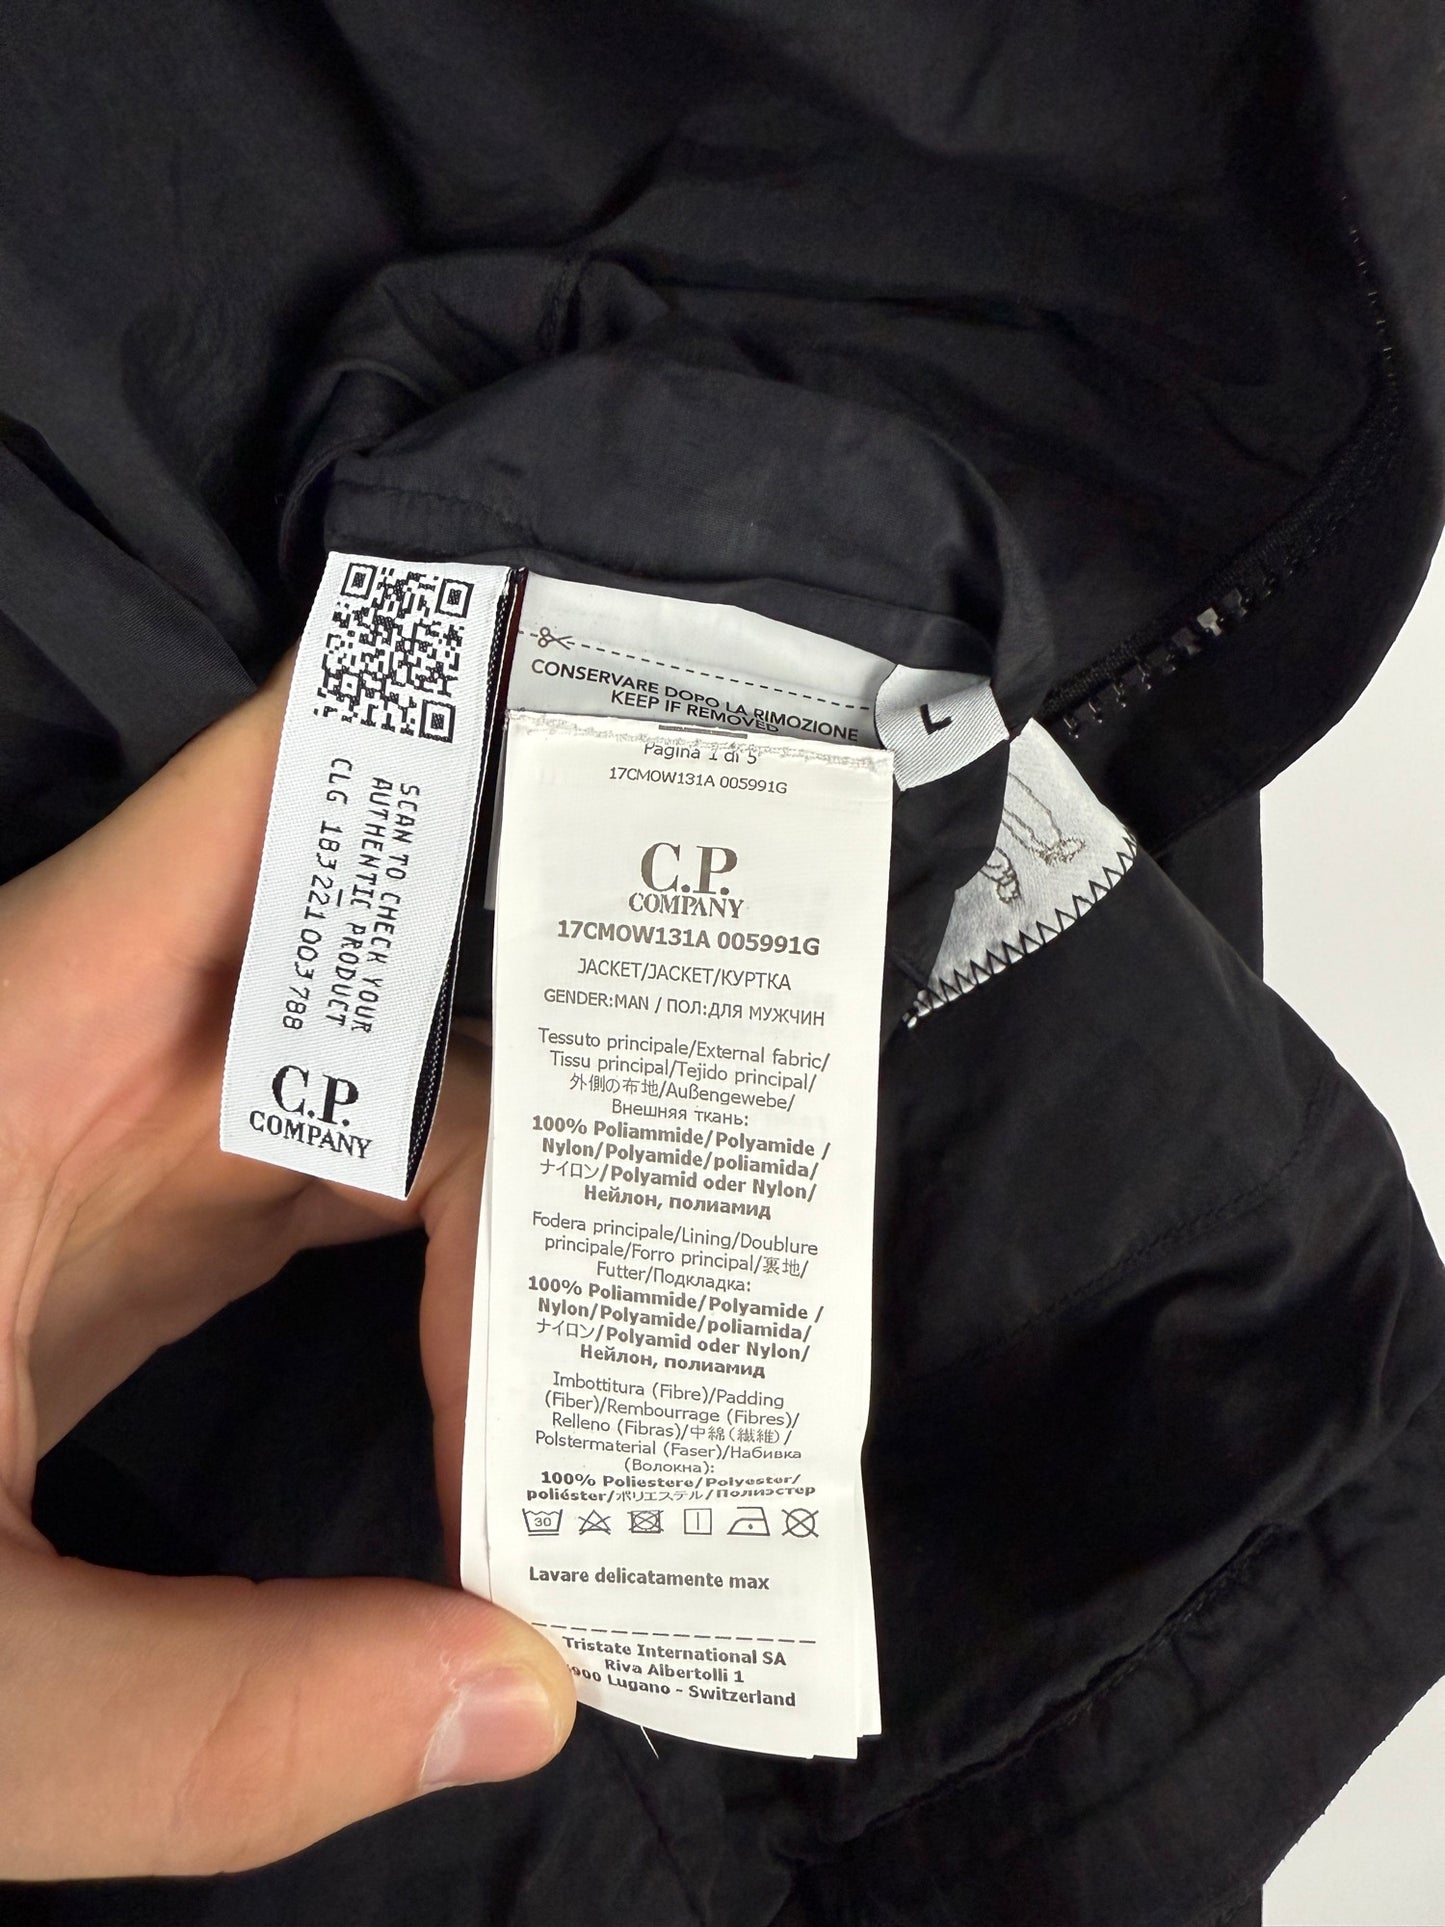 SCAN TO CHECK YOUR
AUTHENTIC PRODUCT
CLG 183 221 003 788
C.P.
COMPANY
CONSERVARE DOPO LA RIMOZIONE
KEEP IF REMOVED
L
Pagina 1 di 5
17CMOW131A 005991G
C.P.
COMPANY
17CMOW131A 005991G
JACKET/JACKET/КУРТКА
GENDER:MAN / ПОЛ:ДЛЯ МУЖЧИН
Tessuto principale/External fabric/
Tissu principal/Tejido principal/
外側の布地/Außengewebe/
Внешняя ткань:
100% Poliammide/Polyamide /
Nylon/Polyamide/poliamida/
ナイロン/Polyamid oder Nylon/
Нейлон, полиамид
Fodera principale/Lining/Doublure
principale/Forro principal/裏地/
Futter/Подкладка:
100% Poliammide/Polyamide /
Nylon/Polyamide/poliamida/
ナイロン/Polyamid oder Nylon/
Нейлон, полиамид
Imbottitura (Fibre)/Padding
(Fiber)/Rembourrage (Fibres)/
Relleno (Fibras)/中綿(繊維)/
Polstermaterial (Faser)/Набивка
(Волокна):
100% Poliestere/Polyester/
poliéster/ポリエステル/Полиэстер
30
Lavare delicatamente max
Tristate International SA
Riva Albertolli 1
Lugano - Switzerland